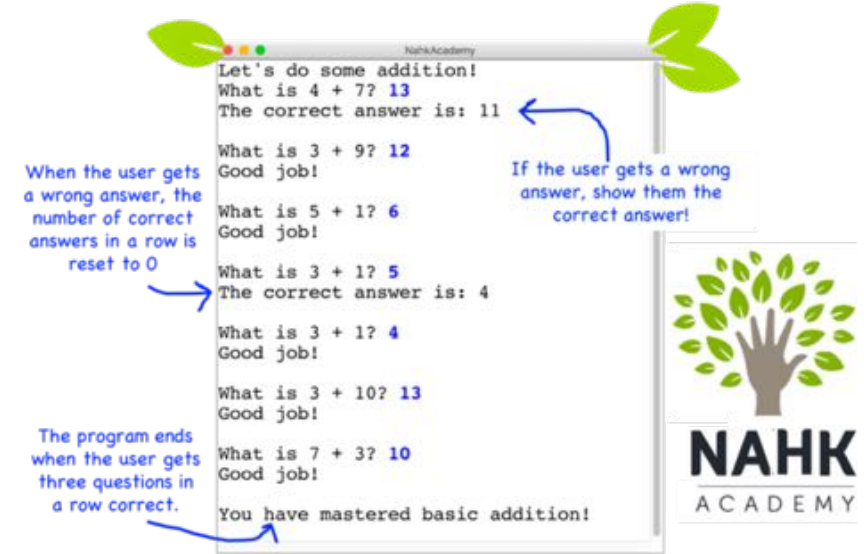 NahkAcademy
Let's do some addition!
What is 4 + 7? 13
The correct answer is: 11
What is 3 + 9? 12
Good job!
What is 5 + 1? 6
Good job!
What is 3 + 1? 5
The correct answer is: 4
What is 3 + 1? 4
Good job!
What is 3 + 10? 13
Good job!
What is 7 + 3? 10
Good job!
You have mastered basic addition!
When the user gets
a wrong answer, the
number of correct
answers in a row is
reset to 0
The program ends
when the user gets
three questions in
a row correct.
If the user gets a wrong
answer, show them the
correct answer!
NAHK
ACADEMY